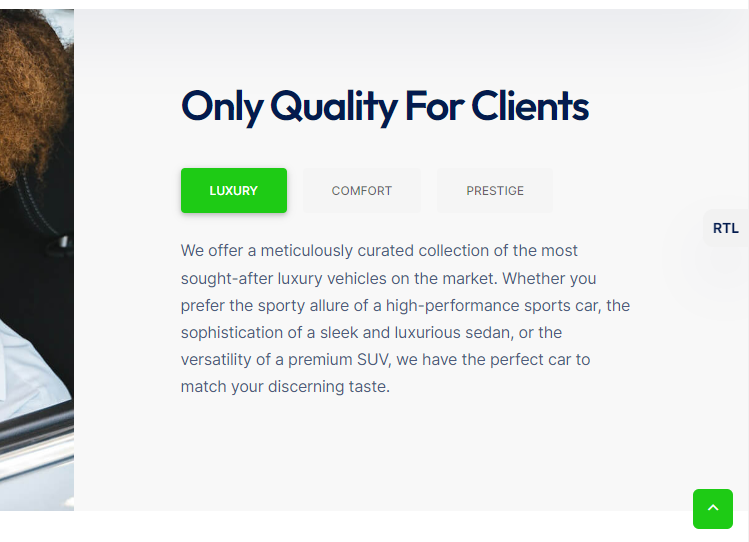 Only Quality For Clients
LUXURY COMFORT PRESTIGE
RTL
We offer a meticulously curated collection of the most
sought-after luxury vehicles on the market. Whether you
prefer the sporty allure of a high-performance sports car, the
sophistication of a sleek and luxurious sedan, or the
versatility of a premium SUV, we have the perfect car to
match your discerning taste.